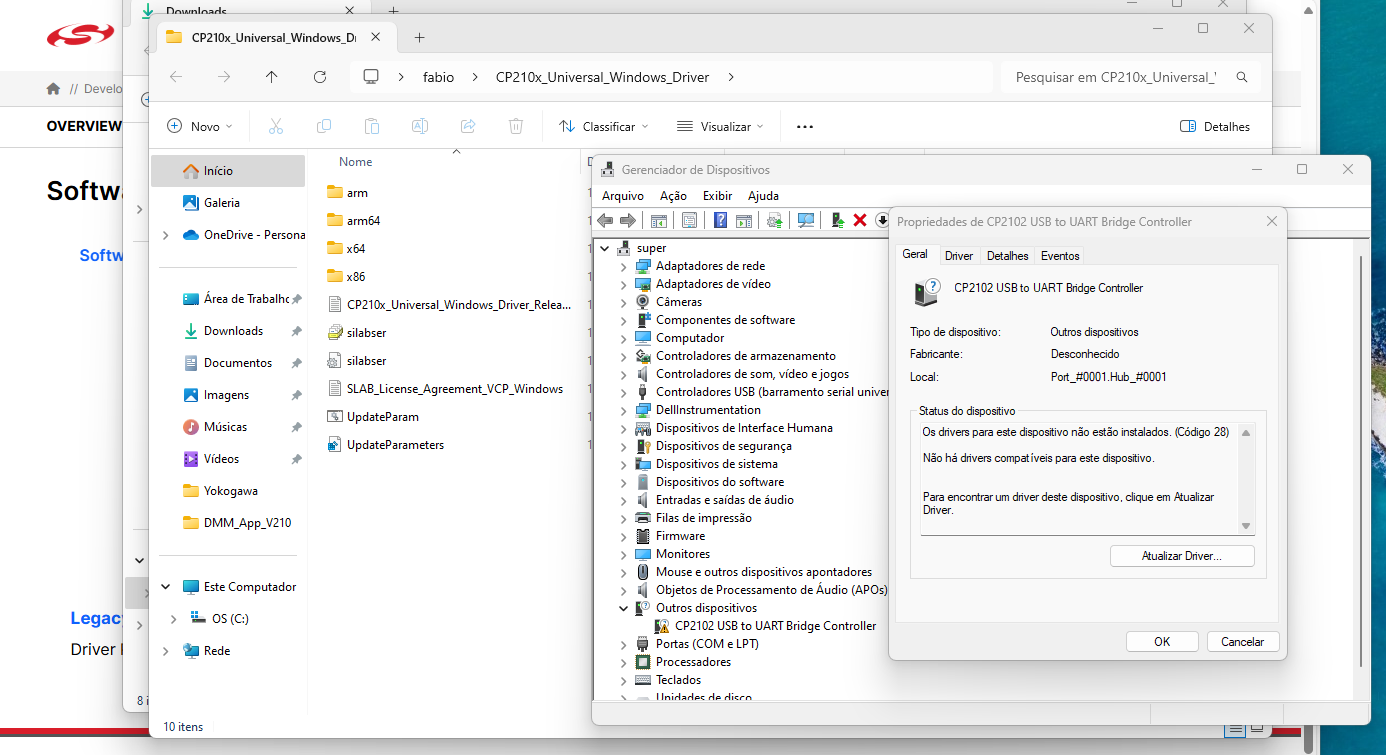 Downloads
// Develo
OVERVIEW
Softwa
Softw
Legacy
Driver
8 i
CP210x_Universal_Windows_Dr
fabio
CP210x_Universal_Windows_Driver
Pesquisar em CP210x_Universal_
Novo
Classificar
Visualizar
Detalhes
Início
Galeria
OneDrive - Persona
Área de Trabalho
Downloads
Documentos
Imagens
Músicas
Vídeos
Yokogawa
DMM_App_V210
Este Computador
OS (C:)
Rede
Nome
arm
arm64
x64
x86
CP210x_Universal_Windows_Driver_Relea...
silabser
silabser
SLAB_License_Agreement_VCP_Windows
UpdateParam
UpdateParameters
10 itens
Gerenciador de Dispositivos
Arquivo Ação Exibir Ajuda
super
Adaptadores de rede
Adaptadores de vídeo
Câmeras
Componentes de software
Computador
Controladores de armazenamento
Controladores de som, vídeo e jogos
Controladores USB (barramento serial univer
DellInstrumentation
Dispositivos de Interface Humana
Dispositivos de segurança
Dispositivos de sistema
Dispositivos do software
Entradas e saídas de áudio
Filas de impressão
Firmware
Monitores
Mouse e outros dispositivos apontadores
Objetos de Processamento de Áudio (APOs)
Outros dispositivos
CP2102 USB to UART Bridge Controller
Portas (COM e LPT)
Processadores
Teclados
Unidades de disco
Propriedades de CP2102 USB to UART Bridge Controller
Geral Driver Detalhes Eventos
CP2102 USB to UART Bridge Controller
Tipo de dispositivo: Outros dispositivos
Fabricante: Desconhecido
Local: Port_#0001.Hub_#0001
Status do dispositivo
Os drivers para este dispositivo não estão instalados. (Código 28)
Não há drivers compatíveis para este dispositivo.
Para encontrar um driver deste dispositivo, clique em Atualizar
Driver.
Atualizar Driver...
OK Cancelar